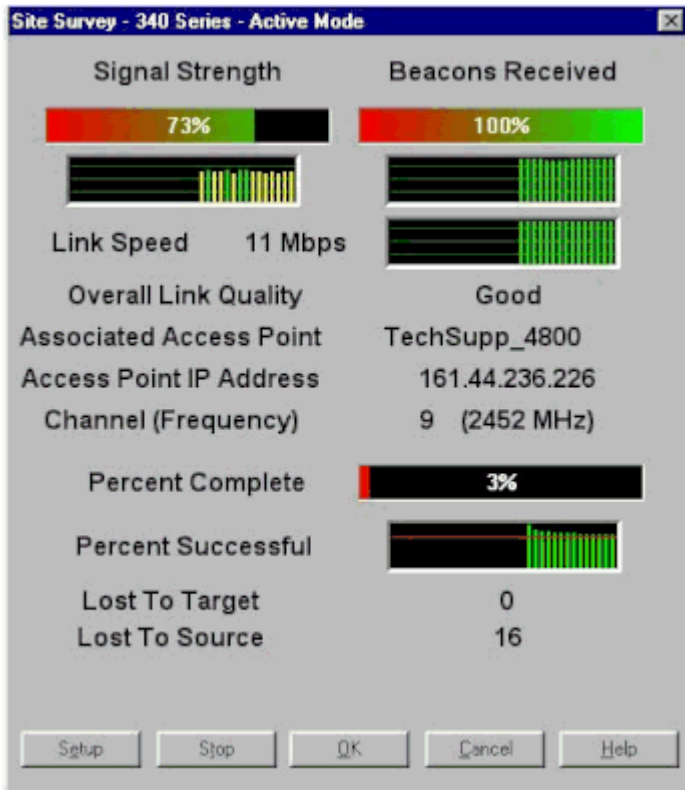 Site Survey - 340 Series - Active Mode
Signal Strength Beacons Received
73% 100%
Link Speed 11 Mbps
Overall Link Quality Good
Associated Access Point TechSupp_4800
Access Point IP Address 161.44.236.226
Channel (Frequency) 9 (2452 MHz)
Percent Complete 3%
Percent Successful
Lost To Target 0
Lost To Source 16
Setup Stop OK Cancel Help